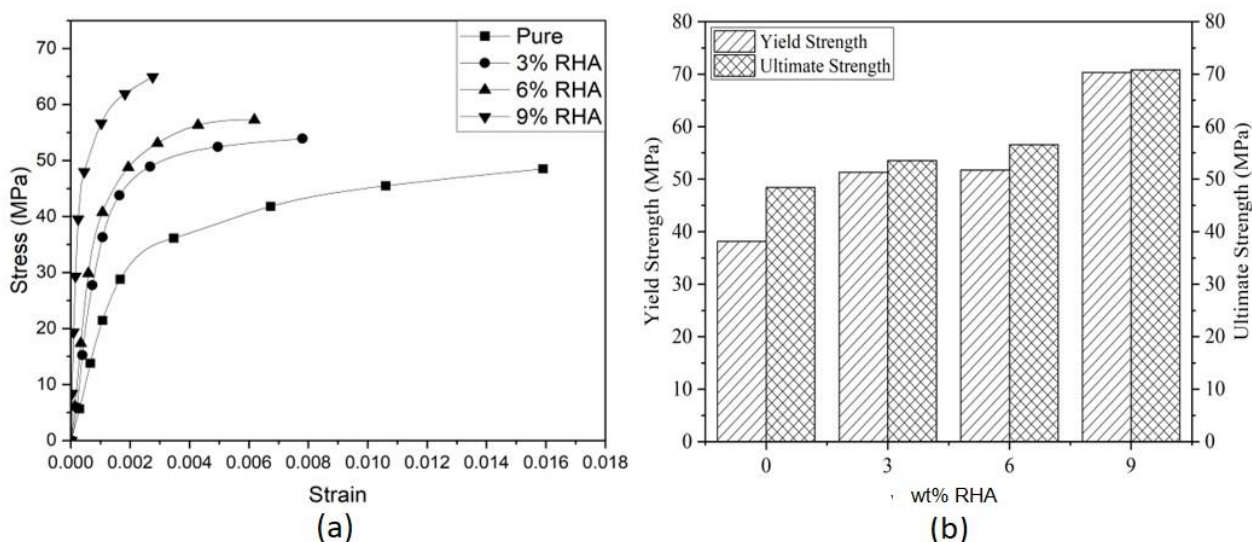 70
60
50
40
30
20
10
0
Stress (MPa)
Pure
3% RHA
6% RHA
9% RHA
0.000 0.002 0.004 0.006 0.008 0.010 0.012 0.014 0.016 0.018
Strain
(a)
80
70
60
50
40
30
20
10
0
Yield Strength (MPa)
Yield Strength
Ultimate Strength
80
70
60
50
40
30
20
10
0
Ultimate Strength (MPa)
0 3 6 9
wt% RHA
(b)